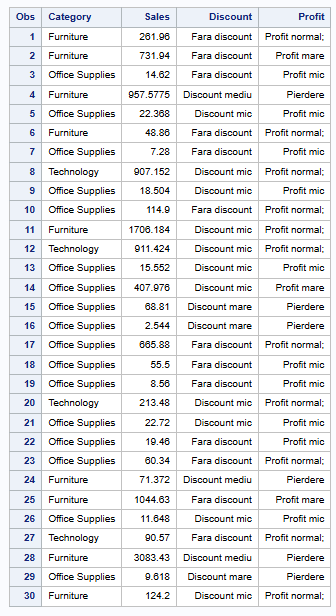 Obs Category Sales Discount Profit
1 Furniture 261.96 Fara discount Profit normal;
2 Furniture 731.94 Fara discount Profit mare
3 Office Supplies 14.62 Fara discount Profit mic
4 Furniture 957.5775 Discount mediu Pierdere
5 Office Supplies 22.368 Discount mic Profit mic
6 Furniture 48.86 Fara discount Profit normal;
7 Office Supplies 7.28 Fara discount Profit mic
8 Technology 907.152 Discount mic Profit normal;
9 Office Supplies 18.504 Discount mic Profit mic
10 Office Supplies 114.9 Fara discount Profit normal;
11 Furniture 1706.184 Discount mic Profit normal;
12 Technology 911.424 Discount mic Profit normal;
13 Office Supplies 15.552 Discount mic Profit mic
14 Office Supplies 407.976 Discount mic Profit mare
15 Office Supplies 68.81 Discount mare Pierdere
16 Office Supplies 2.544 Discount mare Pierdere
17 Office Supplies 665.88 Fara discount Profit normal;
18 Office Supplies 55.5 Fara discount Profit mic
19 Office Supplies 8.56 Fara discount Profit mic
20 Technology 213.48 Discount mic Profit normal;
21 Office Supplies 22.72 Discount mic Profit mic
22 Office Supplies 19.46 Fara discount Profit mic
23 Office Supplies 60.34 Fara discount Profit normal;
24 Furniture 71.372 Discount mediu Pierdere
25 Furniture 1044.63 Fara discount Profit mare
26 Office Supplies 11.648 Discount mic Profit mic
27 Technology 90.57 Fara discount Profit normal;
28 Furniture 3083.43 Discount mediu Pierdere
29 Office Supplies 9.618 Discount mare Pierdere
30 Furniture 124.2 Discount mic Profit normal;